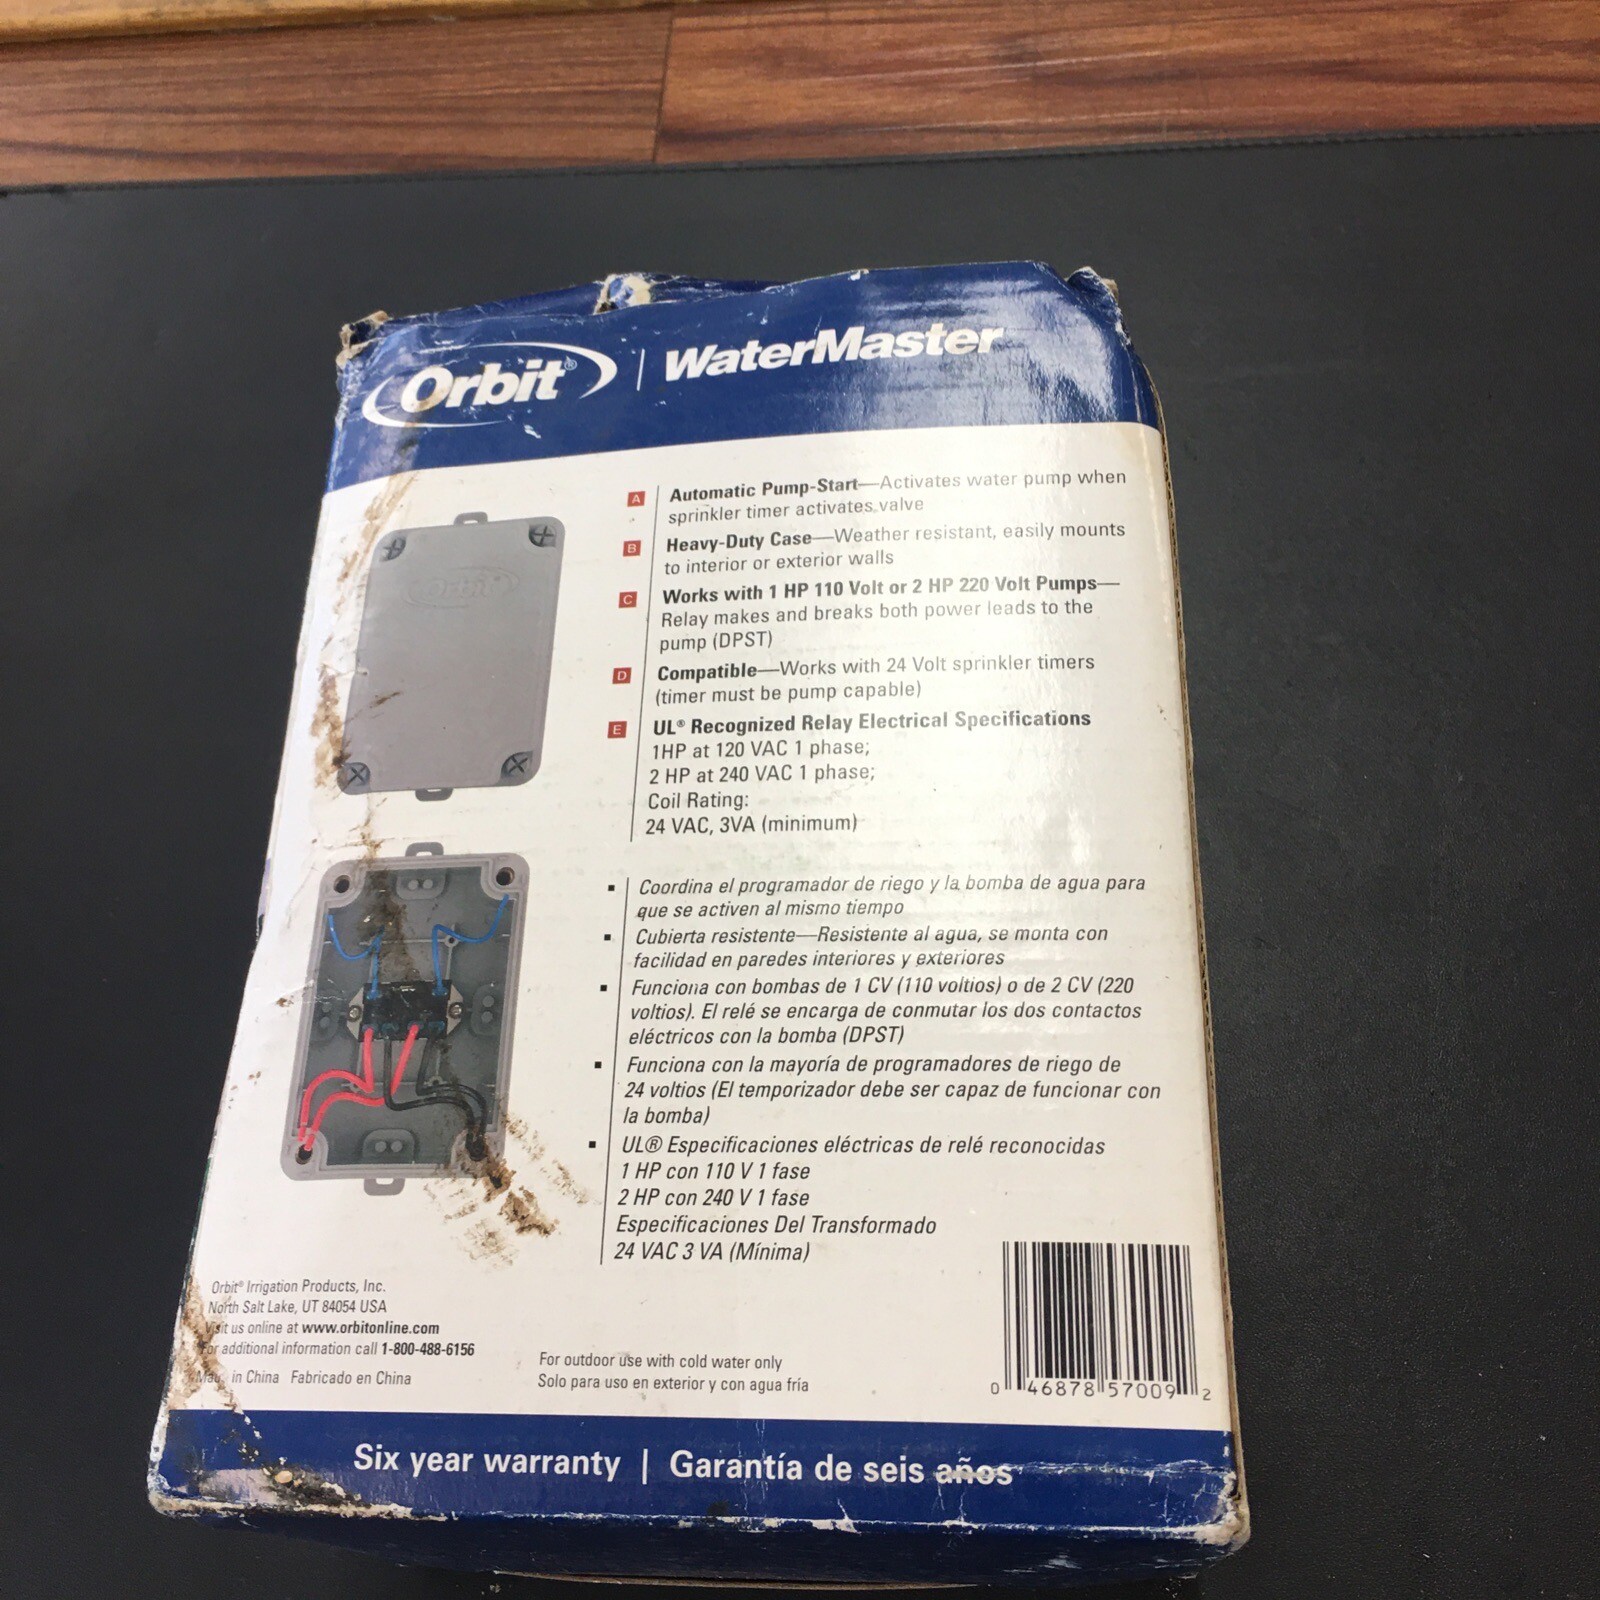 Orbit® | WaterMaster
A Automatic Pump-Start—Activates water pump when
sprinkler timer activates valve
B Heavy-Duty Case—Weather resistant, easily mounts
to interior or exterior walls
C Works with 1 HP 110 Volt or 2 HP 220 Volt Pumps—
Relay makes and breaks both power leads to the
pump (DPST)
D Compatible—Works with 24 Volt sprinkler timers
(timer must be pump capable)
E UL® Recognized Relay Electrical Specifications
1HP at 120 VAC 1 phase;
2 HP at 240 VAC 1 phase;
Coil Rating:
24 VAC, 3VA (minimum)
Orbit
▪ Coordina el programador de riego y la bomba de agua para
que se activen al mismo tiempo
▪ Cubierta resistente—Resistente al agua, se monta con
facilidad en paredes interiores y exteriores
▪ Funciona con bombas de 1 CV (110 voltios) o de 2 CV (220
voltios). El relé se encarga de conmutar los dos contactos
eléctricos con la bomba (DPST)
▪ Funciona con la mayoría de programadores de riego de
24 voltios (El temporizador debe ser capaz de funcionar con
la bomba)
▪ UL® Especificaciones eléctricas de relé reconocidas
1 HP con 110 V 1 fase
2 HP con 240 V 1 fase
Especificaciones Del Transformado
24 VAC 3 VA (Mínima)
Orbit® Irrigation Products, Inc.
North Salt Lake, UT 84054 USA
Visit us online at www.orbitonline.com
For additional information call 1-800-488-6156
Made in China Fabricado en China
For outdoor use with cold water only
Solo para uso en exterior y con agua fría
0 46878 57009 2
Six year warranty | Garantía de seis años